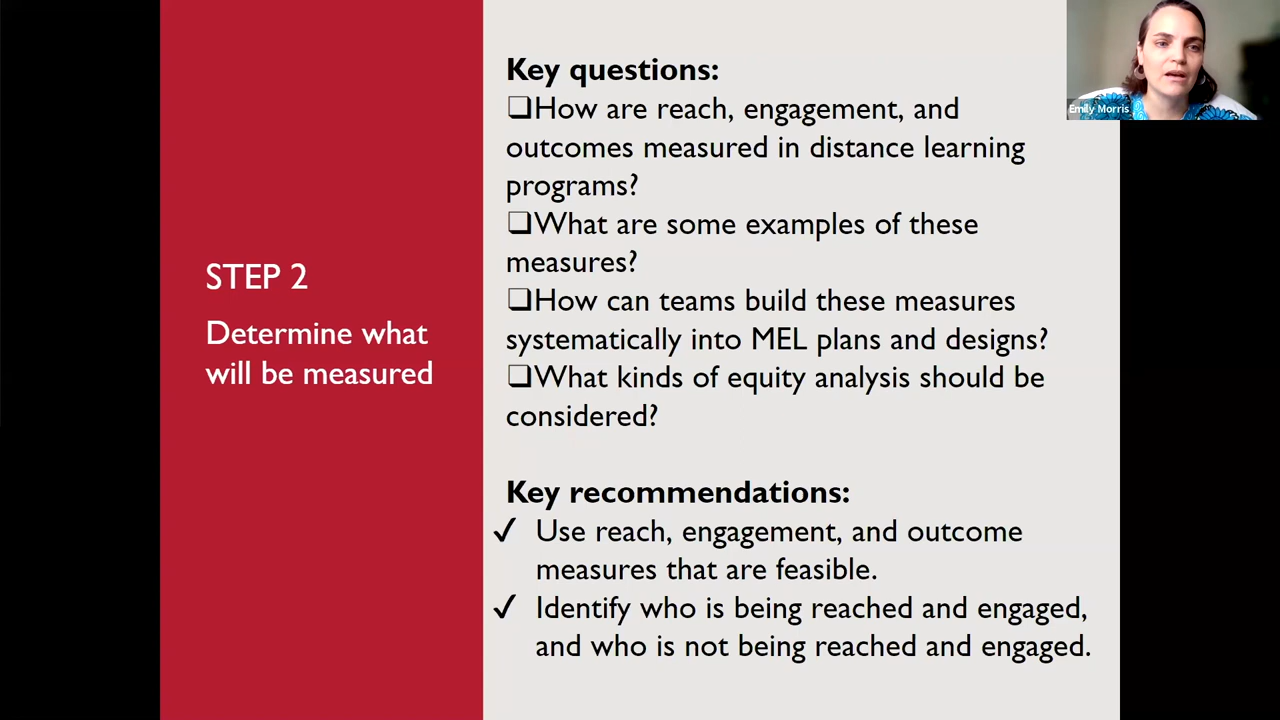 STEP 2
Determine what
will be measured
Key questions:
❑How are reach, engagement, and
outcomes measured in distance learning
programs?
❑What are some examples of these
measures?
❑How can teams build these measures
systematically into MEL plans and designs?
❑What kinds of equity analysis should be
considered?
Key recommendations:
✓ Use reach, engagement, and outcome
measures that are feasible.
✓ Identify who is being reached and engaged,
and who is not being reached and engaged.
Emily Morris